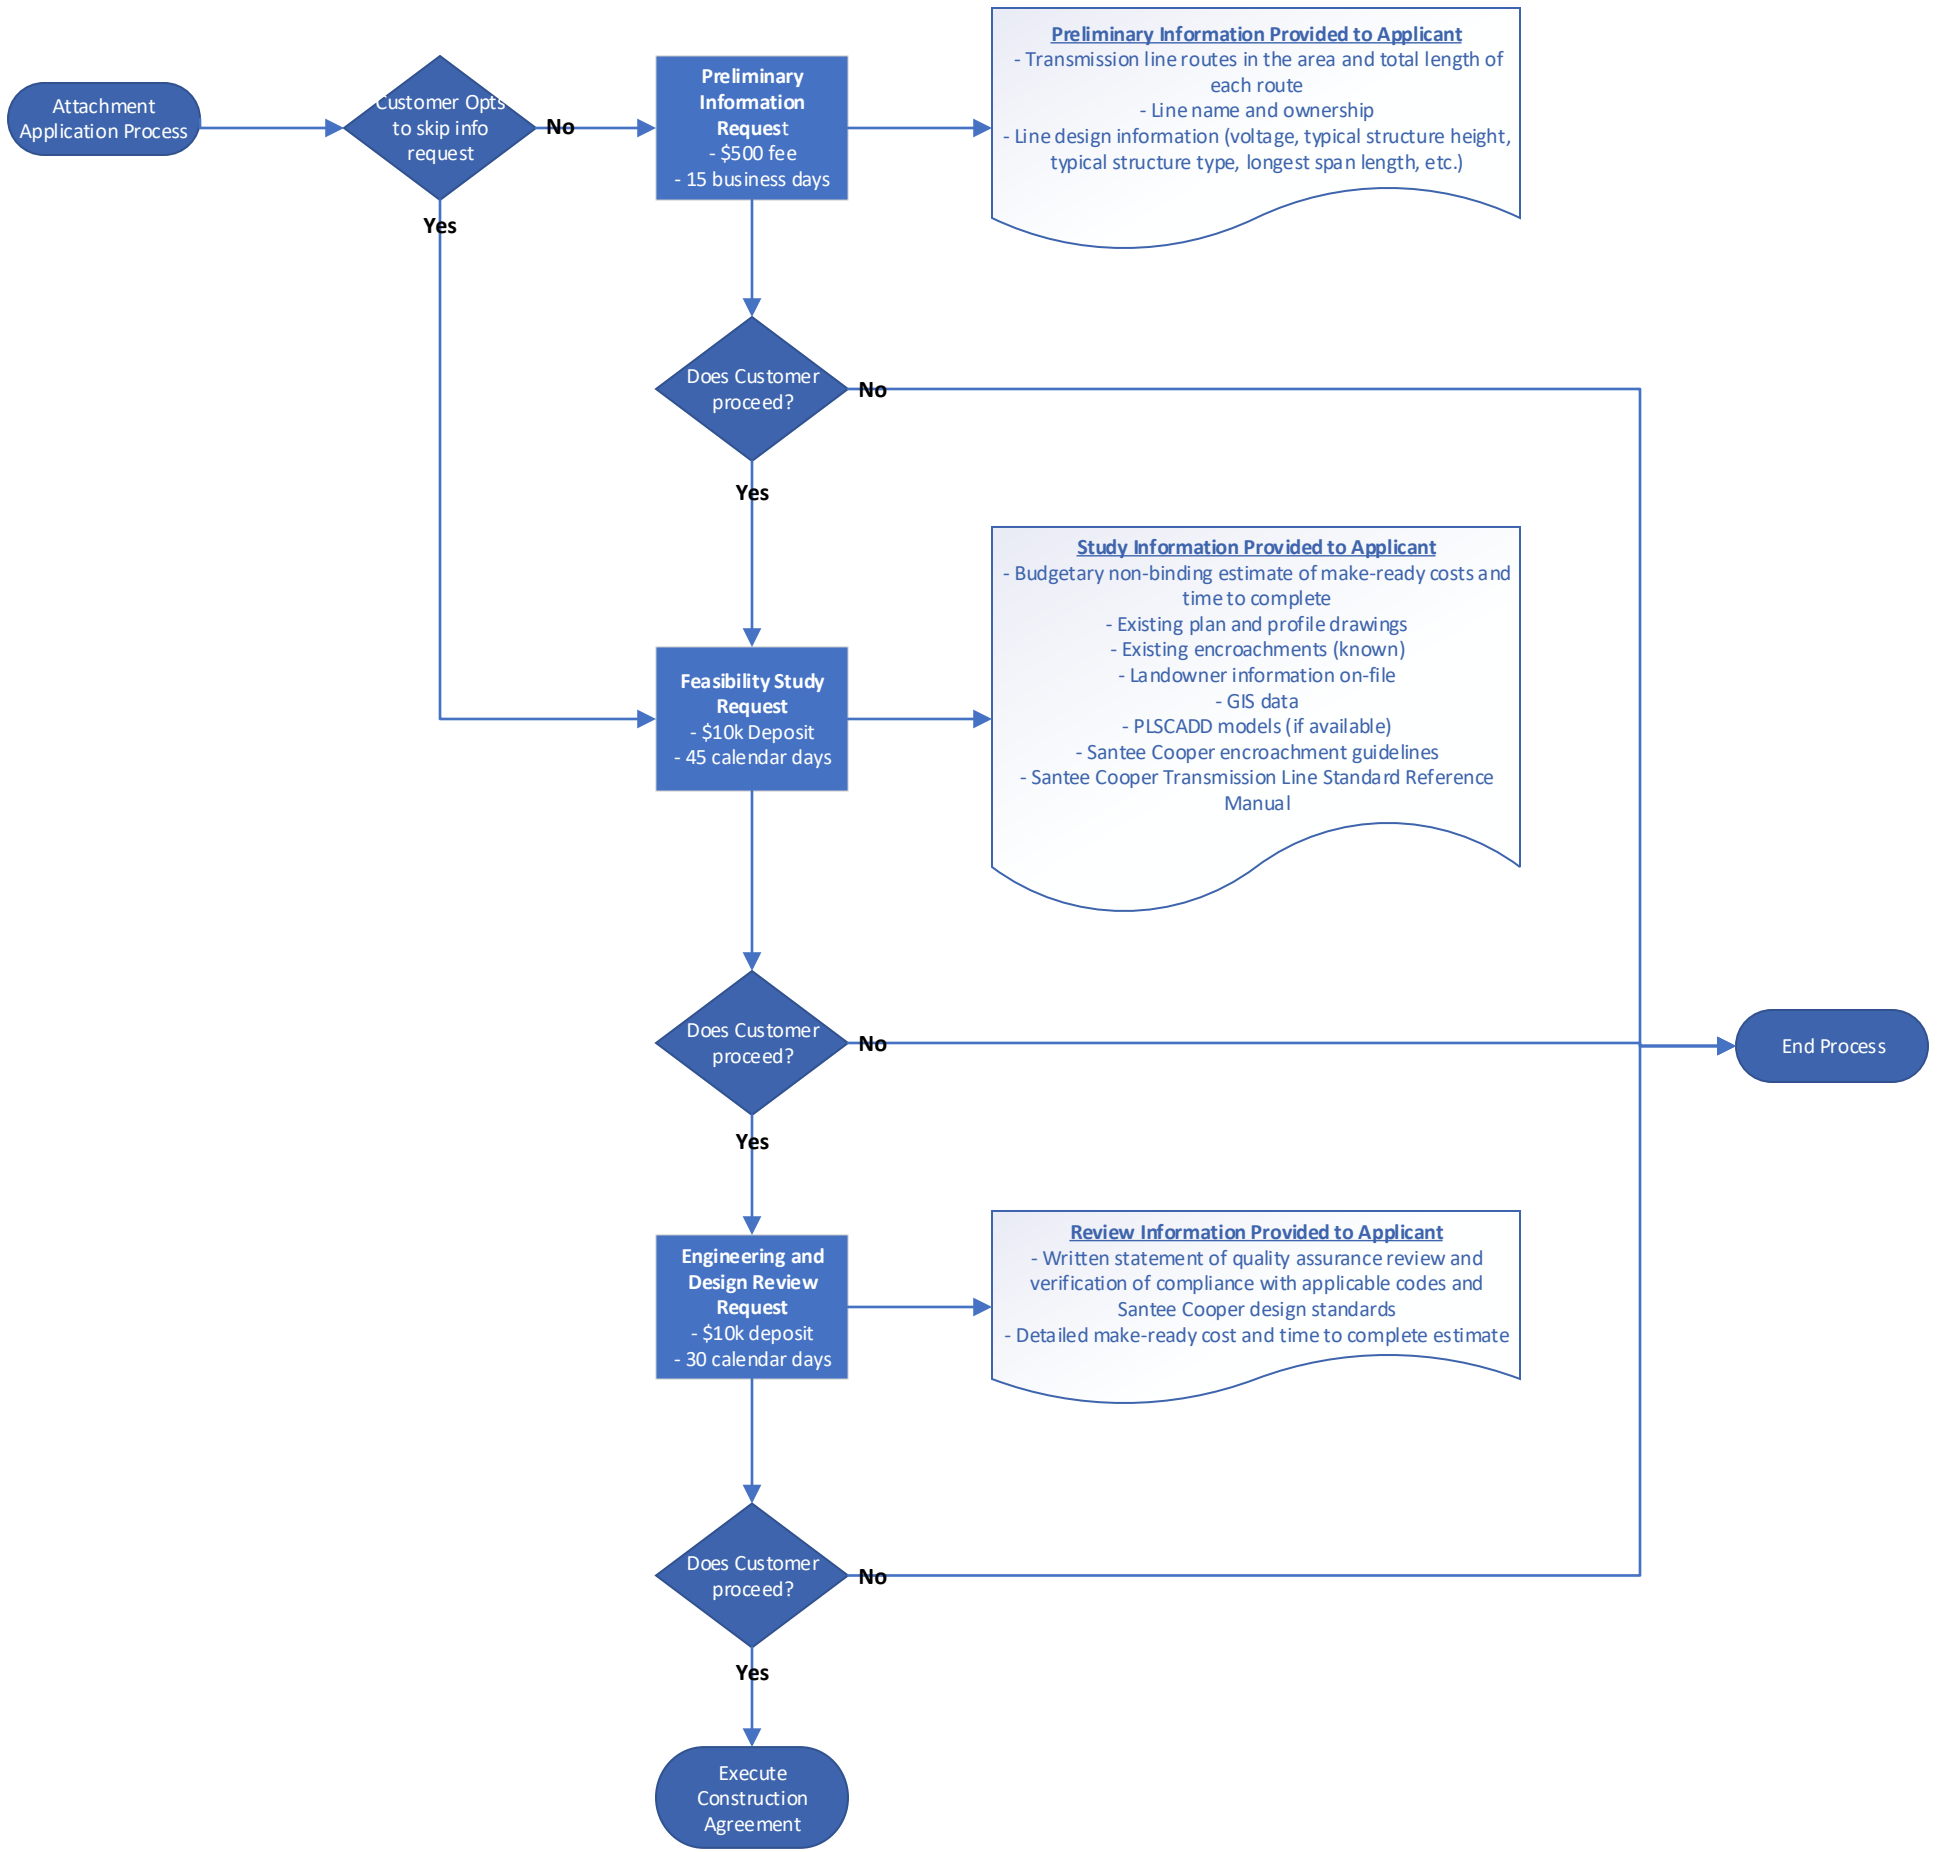 Attachment
Application Process
Customer Opts
to skip info
request
No
Yes
Preliminary
Information
Request
- $500 fee
- 15 business days
Preliminary Information Provided to Applicant
- Transmission line routes in the area and total length of
each route
- Line name and ownership
- Line design information (voltage, typical structure height,
typical structure type, longest span length, etc.)
Does Customer
proceed?
No
Yes
Feasibility Study
Request
- $10k Deposit
- 45 calendar days
Study Information Provided to Applicant
- Budgetary non-binding estimate of make-ready costs and
time to complete
- Existing plan and profile drawings
- Existing encroachments (known)
- Landowner information on-file
- GIS data
- PLSCADD models (if available)
- Santee Cooper encroachment guidelines
- Santee Cooper Transmission Line Standard Reference
Manual
Does Customer
proceed?
No
Yes
End Process
Engineering and
Design Review
Request
- $10k deposit
- 30 calendar days
Review Information Provided to Applicant
- Written statement of quality assurance review and
verification of compliance with applicable codes and
Santee Cooper design standards
- Detailed make-ready cost and time to complete estimate
Does Customer
proceed?
No
Yes
Execute
Construction
Agreement